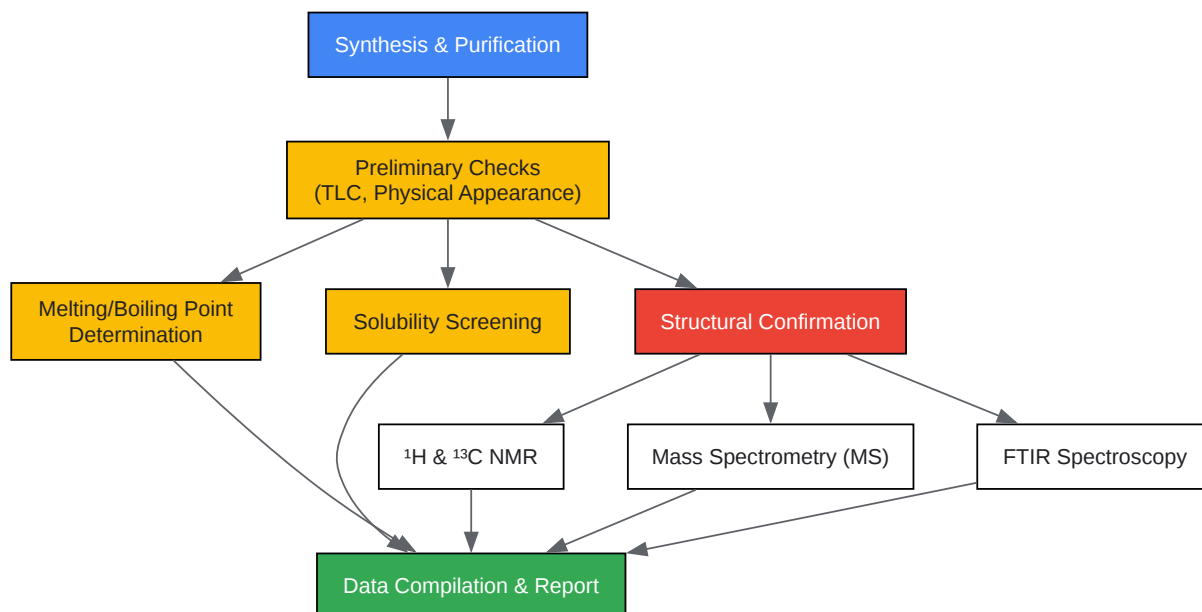 Synthesis & Purification
Preliminary Checks
(TLC, Physical Appearance)
Melting/Boiling Point
Determination
Solubility Screening
Structural Confirmation
¹H & ¹³C NMR
Mass Spectrometry (MS)
FTIR Spectroscopy
Data Compilation & Report